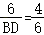 6/BD = 4/6